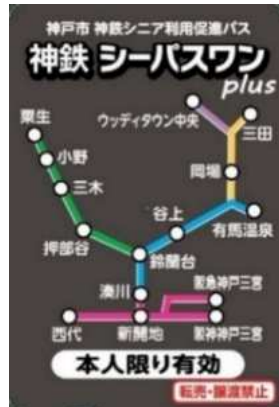 神戸市 神鉄シニア利用促進パス
神鉄 シーパスワン
plus
粟生
ウッディタウン中央
三田
小野
岡場
三木
谷上
有馬温泉
押部谷
鈴蘭台
湊川
阪急神戸三宮
西代
新開地
阪神神戸三宮
本人限り有効
転売・譲渡禁止